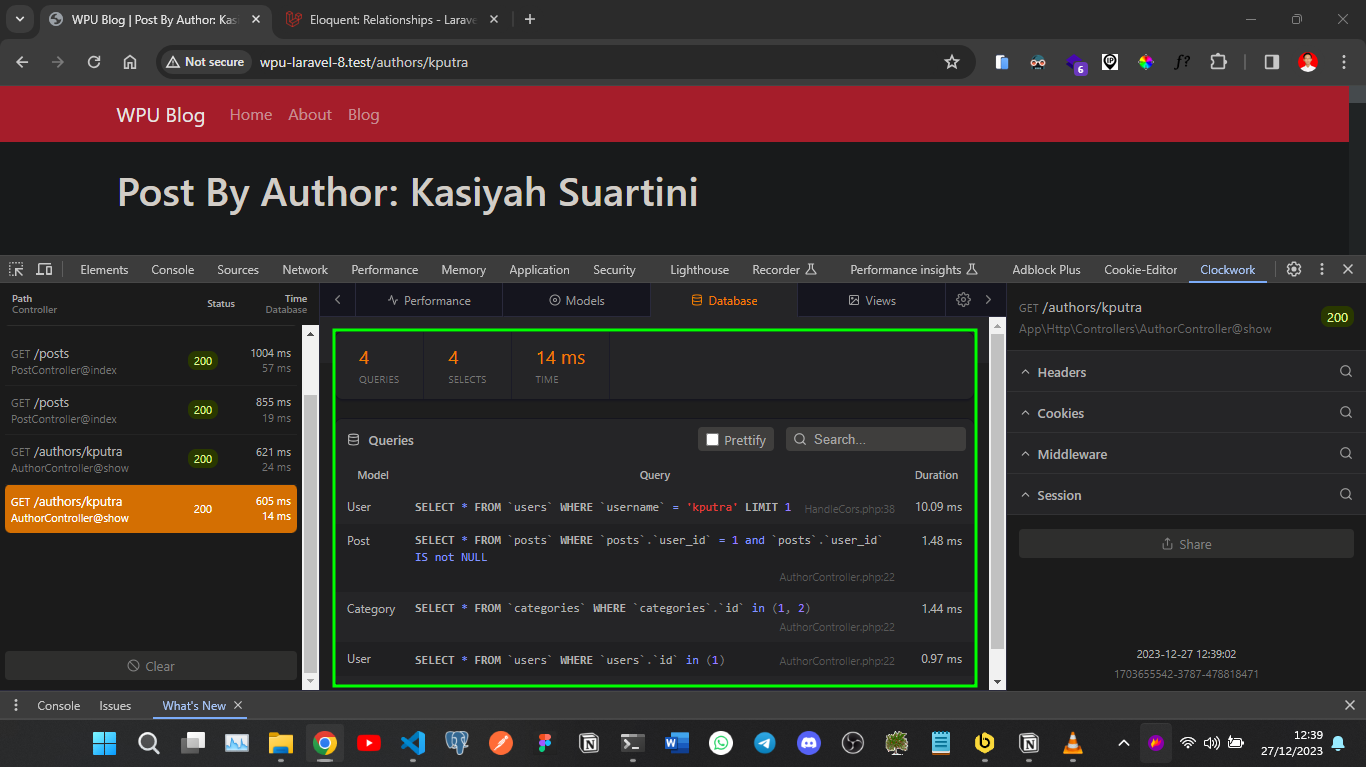 WPU Blog | Post By Author: Kas
Eloquent: Relationships - Larave
Not secure
wpu-laravel-8.test/authors/kputra
6
f?
WPU Blog
Home
About
Blog
Post By Author: Kasiyah Suartini
Elements
Console
Sources
Network
Performance
Memory
Application
Security
Lighthouse
Recorder
Performance insights
Adblock Plus
Cookie-Editor
Clockwork
Path
Controller
Status
Time
Database
GET /posts
PostController@index
200
1004 ms
57 ms
GET /posts
PostController@index
200
855 ms
19 ms
GET /authors/kputra
AuthorController@show
200
621 ms
24 ms
GET /authors/kputra
AuthorController@show
200
605 ms
14 ms
Clear
Performance
Models
Database
Views
4
QUERIES
4
SELECTS
14 ms
TIME
Queries
Prettify
Search...
Model
Query
Duration
User
SELECT * FROM `users` WHERE `username` = 'kputra' LIMIT 1
HandleCors.php:38
10.09 ms
Post
SELECT * FROM `posts` WHERE `posts`.`user_id` = 1 and `posts`.`user_id`
IS not NULL
AuthorController.php:22
1.48 ms
Category
SELECT * FROM `categories` WHERE `categories`.`id` in (1, 2)
AuthorController.php:22
1.44 ms
User
SELECT * FROM `users` WHERE `users`.`id` in (1)
AuthorController.php:22
0.97 ms
GET /authors/kputra
App\Http\Controllers\AuthorController@show
200
Headers
Cookies
Middleware
Session
Share
2023-12-27 12:39:02
1703655542-3787-478818471
Console
Issues
What's New
12:39
27/12/2023